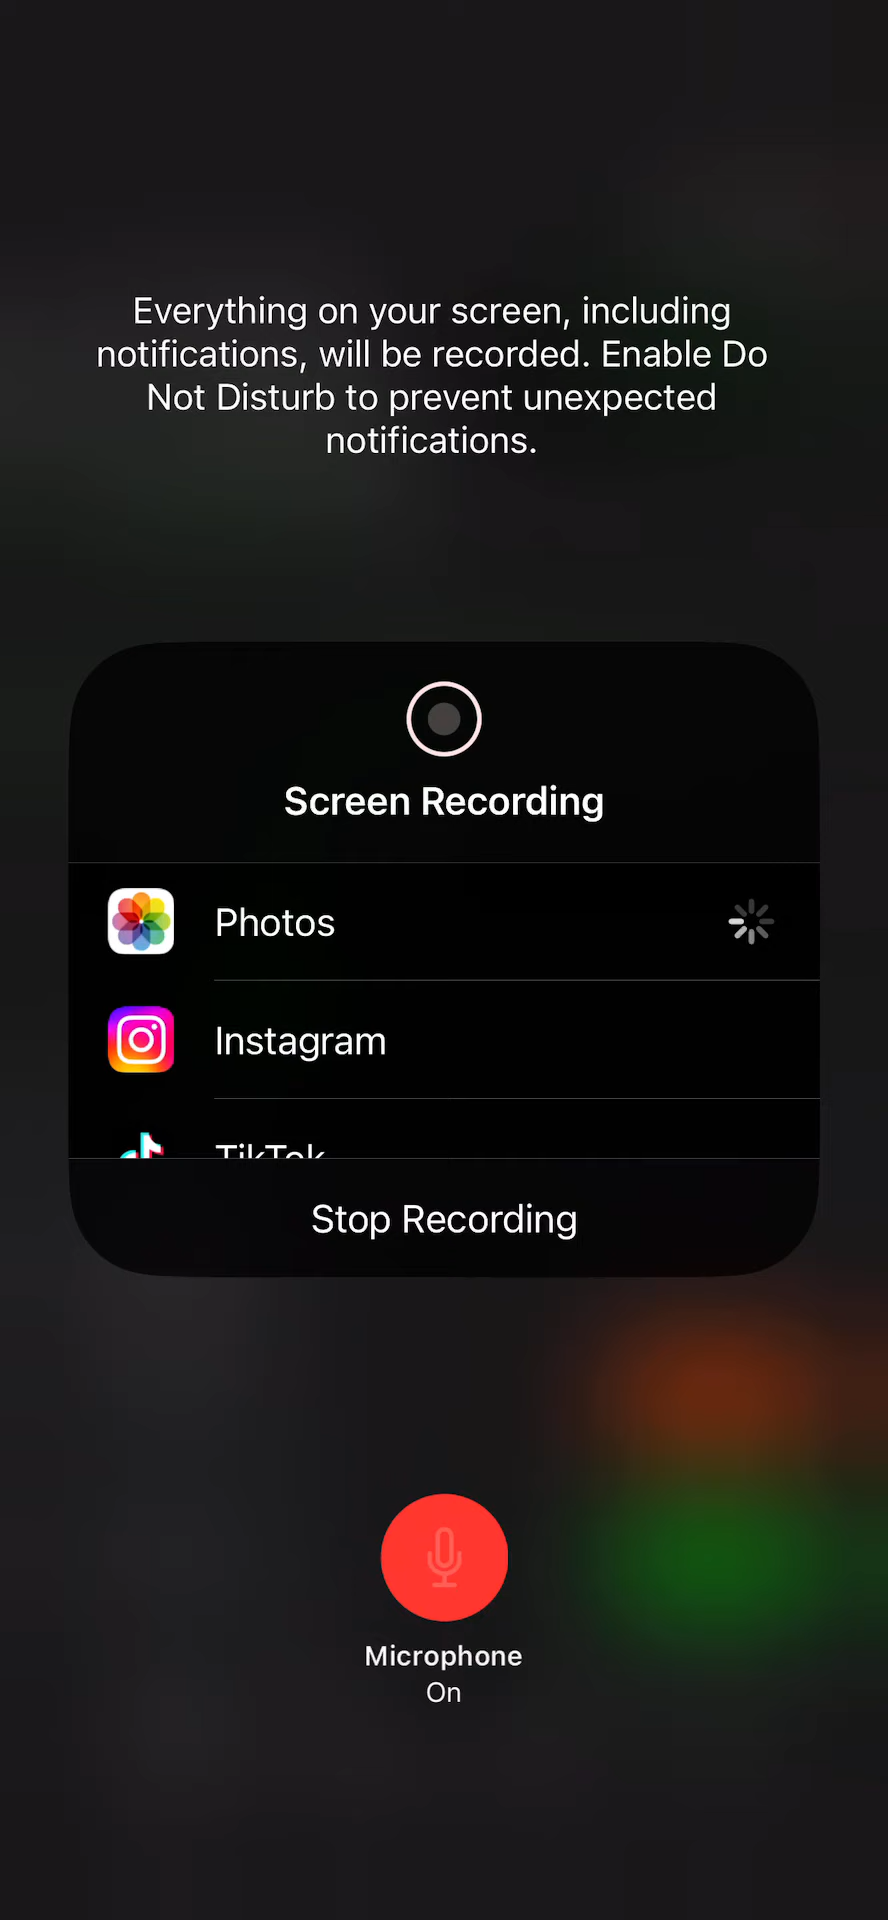 Everything on your screen, including
notifications, will be recorded. Enable Do
Not Disturb to prevent unexpected
notifications.
Screen Recording
Photos
Instagram
TikTok
Stop Recording
Microphone
On